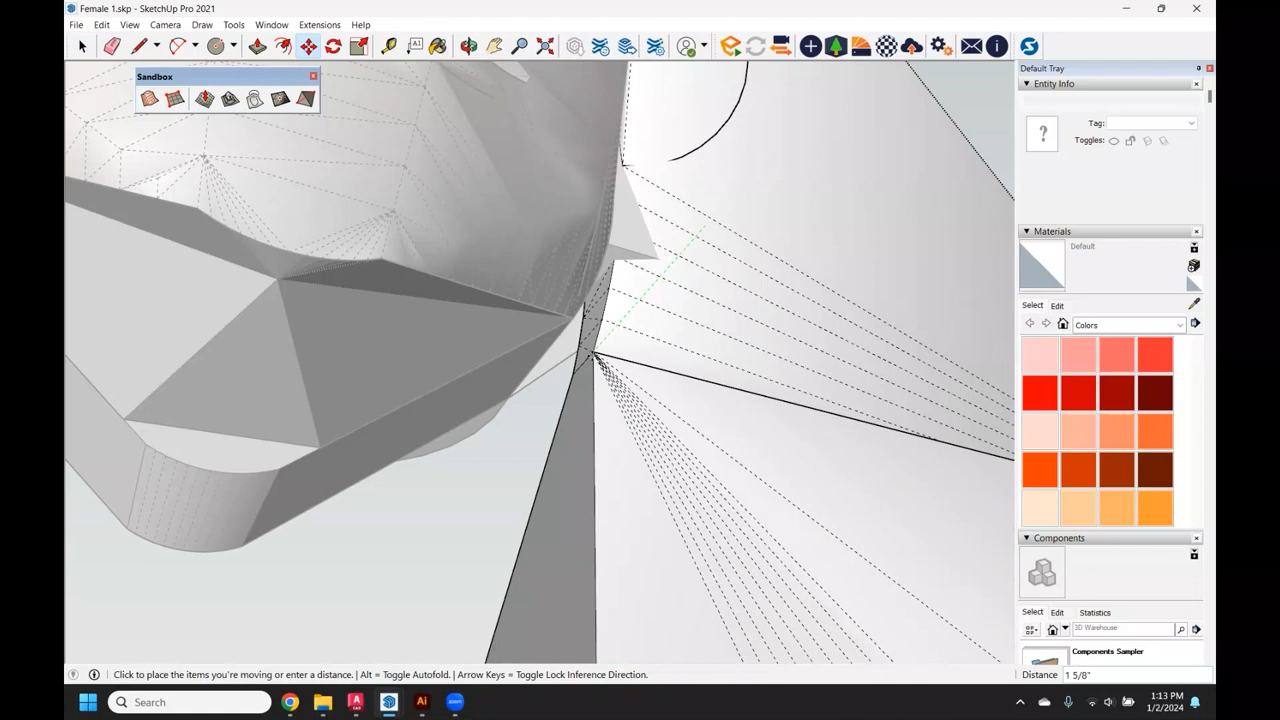 Female 1.skp - SketchUp Pro 2021
File Edit View Camera Draw Tools Window Extensions Help
Sandbox
Default Tray
Entity Info
?
Tag:
Toggles:
Materials
Default
Select Edit
Colors
Components
Select Edit Statistics
3D Warehouse
Components Sampler
Click to place the items you're moving or enter a distance. | Alt = Toggle Autofold. | Arrow Keys = Toggle Lock Inference Direction.
Distance 1 5/8"
Search
1:13 PM
1/2/2024